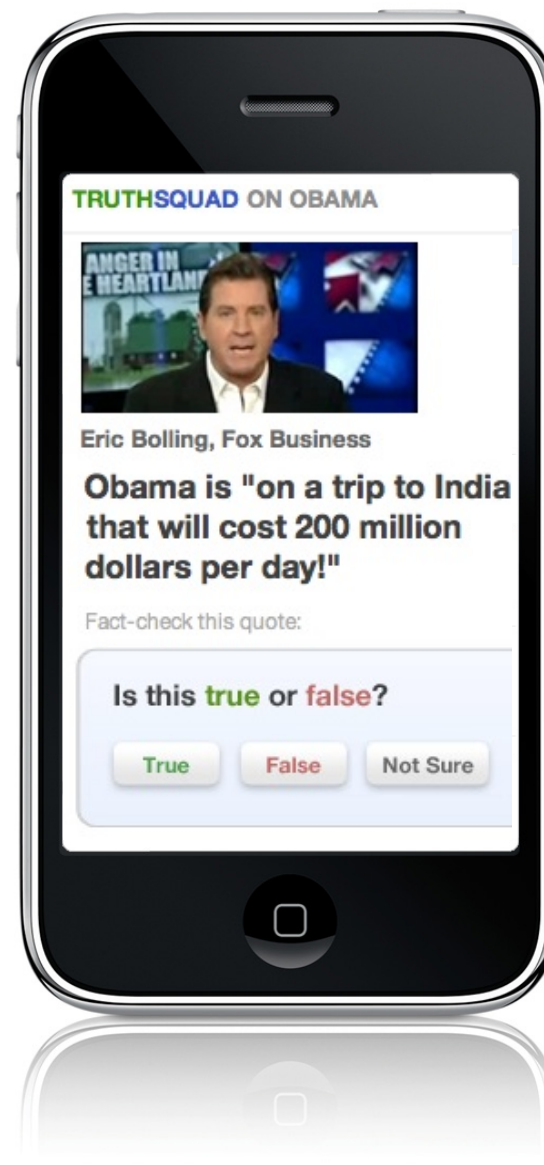 TRUTHSQUAD ON OBAMA
ANGER IN
E HEARTLAND
Eric Bolling, Fox Business
Obama is "on a trip to India
that will cost 200 million
dollars per day!"
Fact-check this quote:
Is this true or false?
True False Not Sure